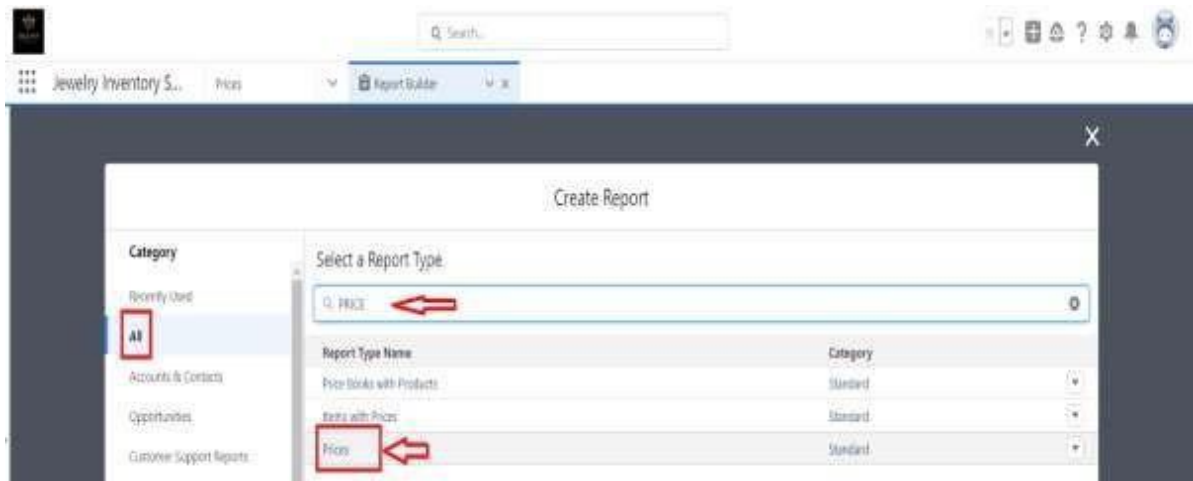 Search...
Jewelry Inventory S... Prices Report Builder
Create Report
Category
Select a Report Type
Recently Used
PRICE
All
Report Type Name Category
Accounts & Contacts
Price Books with Products Standard
Opportunities
Items with Prices Standard
Prices Standard
Customer Support Reports